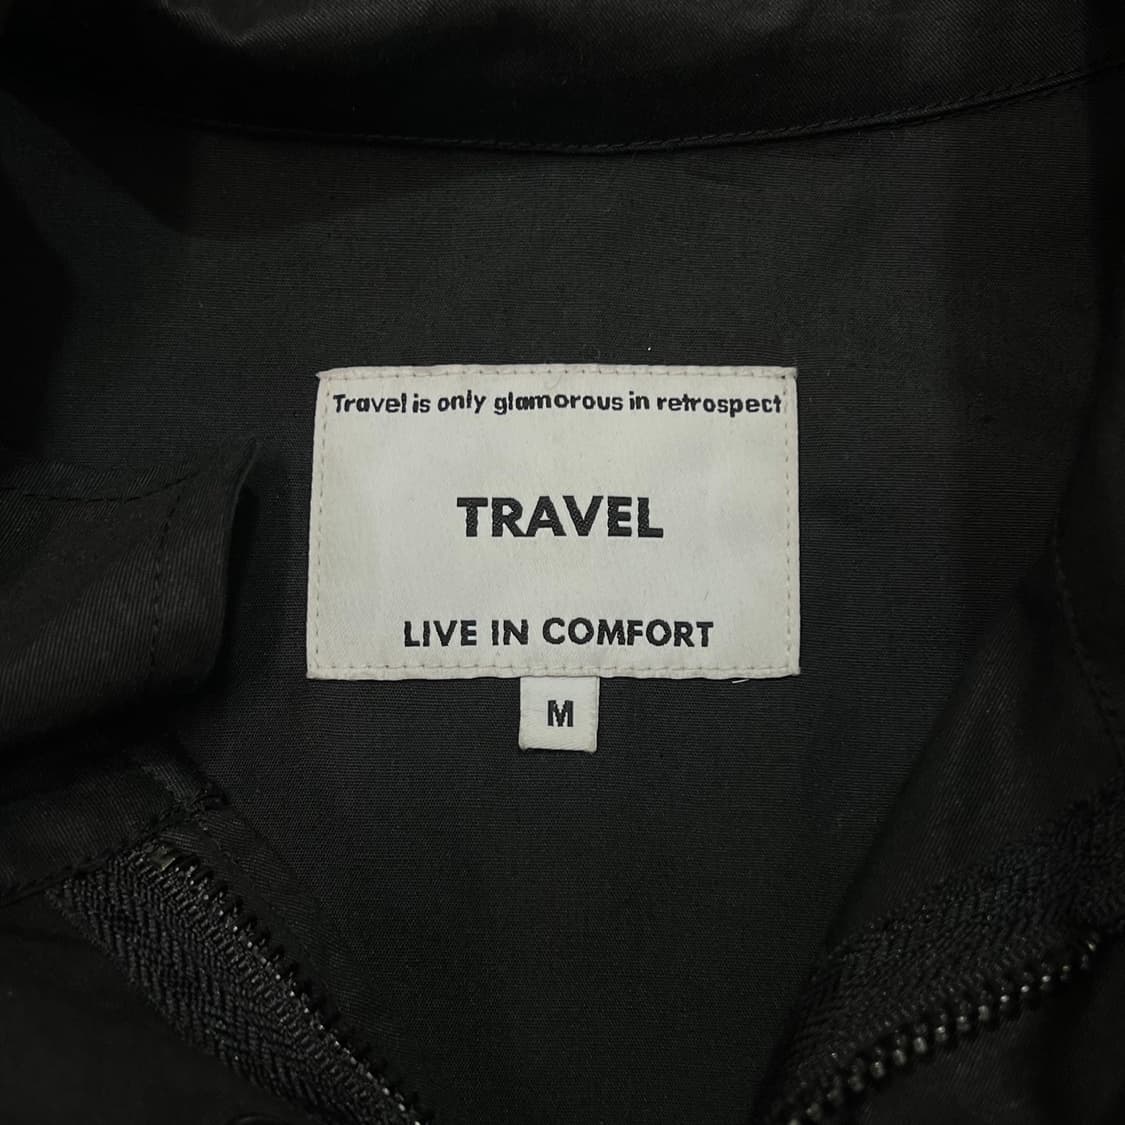 Travel is only glamorous in retrospect
TRAVEL
LIVE IN COMFORT
M